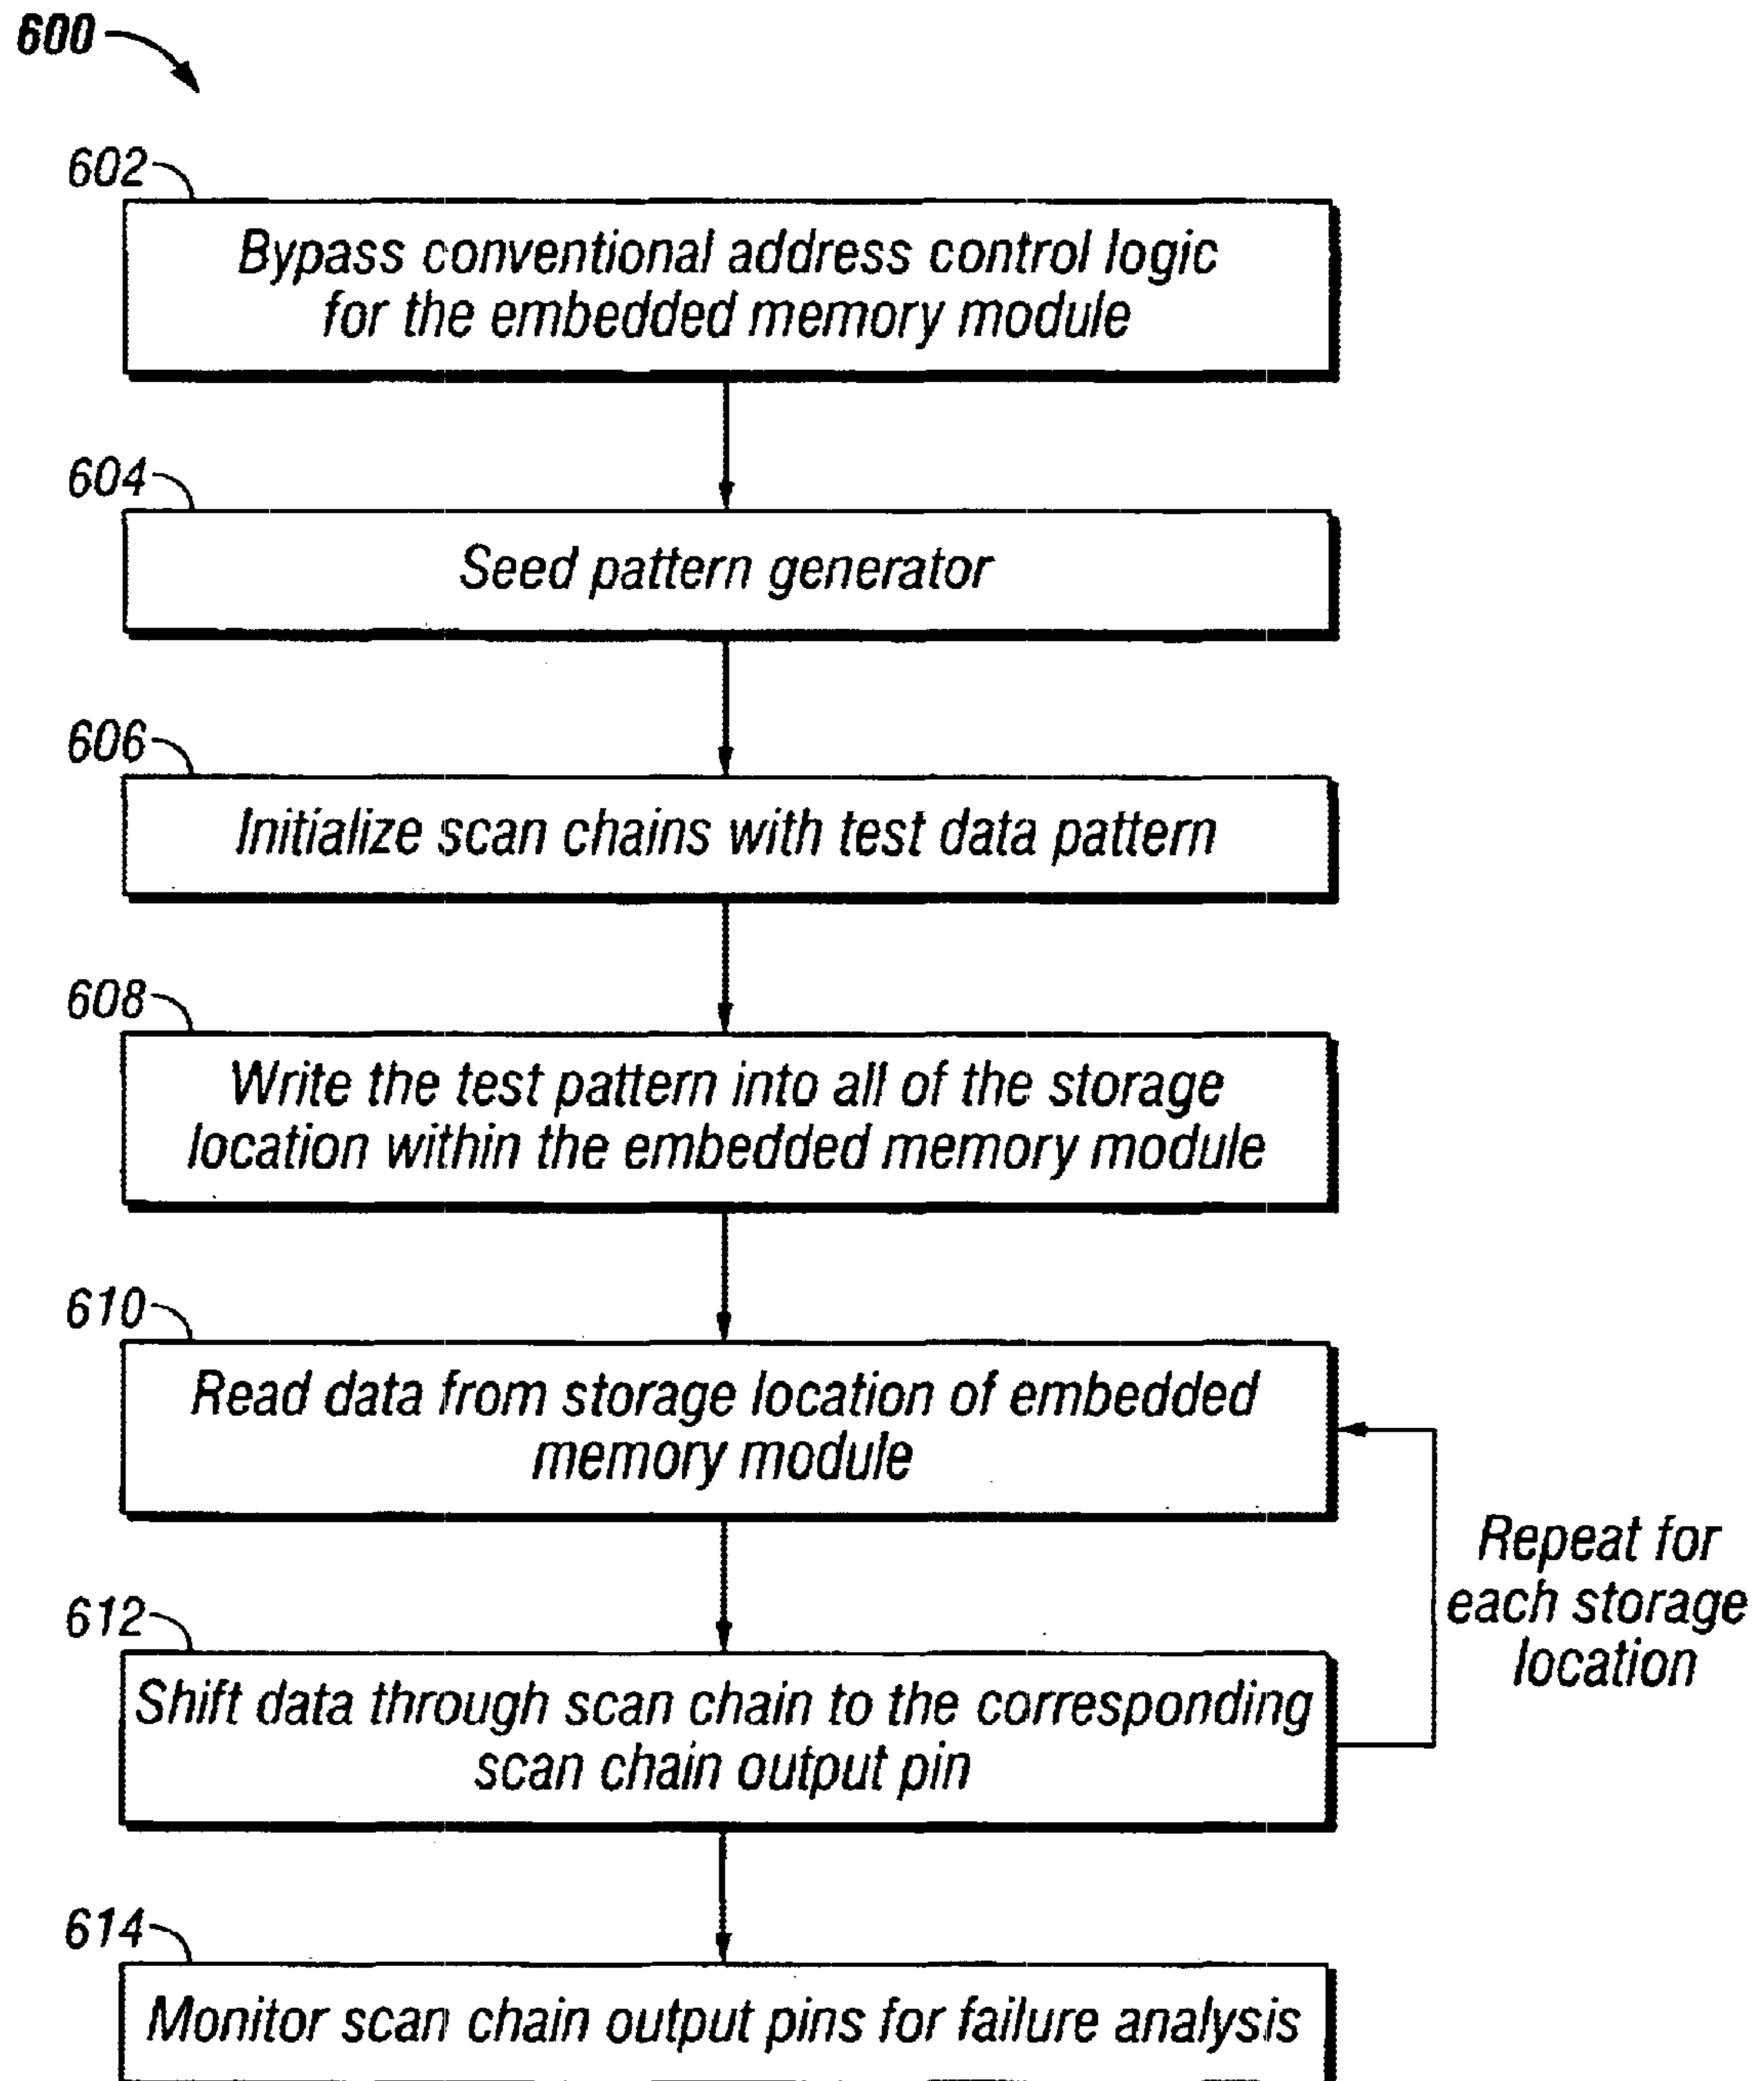 600
602
Bypass conventional address control logic
for the embedded memory module
604
Seed pattern generator
606
Initialize scan chains with test data pattern
608
Write the test pattern into all of the storage
location within the embedded memory module
610
Read data from storage location of embedded
memory module
Repeat for
each storage
location
612
Shift data through scan chain to the corresponding
scan chain output pin
614
Monitor scan chain output pins for failure analysis